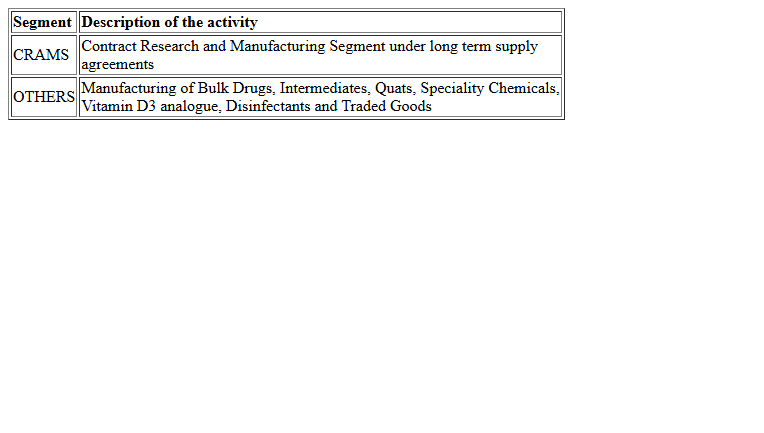 Segment Description of the activity
CRAMS Contract Research and Manufacturing Segment under long term supply
agreements
OTHERS Manufacturing of Bulk Drugs, Intermediates, Quats, Speciality Chemicals,
Vitamin D3 analogue, Disinfectants and Traded Goods